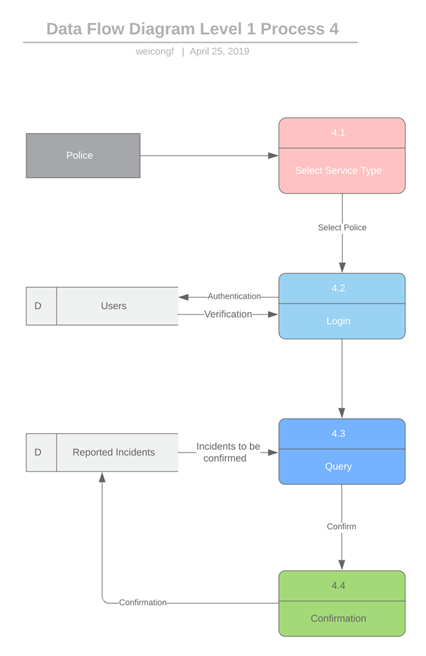 Data Flow Diagram Level 1 Process 4
weicongf | April 25, 2019
4.1
Police
Select Service Type
Select Police
4.2
Authentication
D Users
Verification
Login
4.3
Incidents to be
confirmed
D Reported Incidents
Query
Confirm
4.4
Confirmation
Confirmation